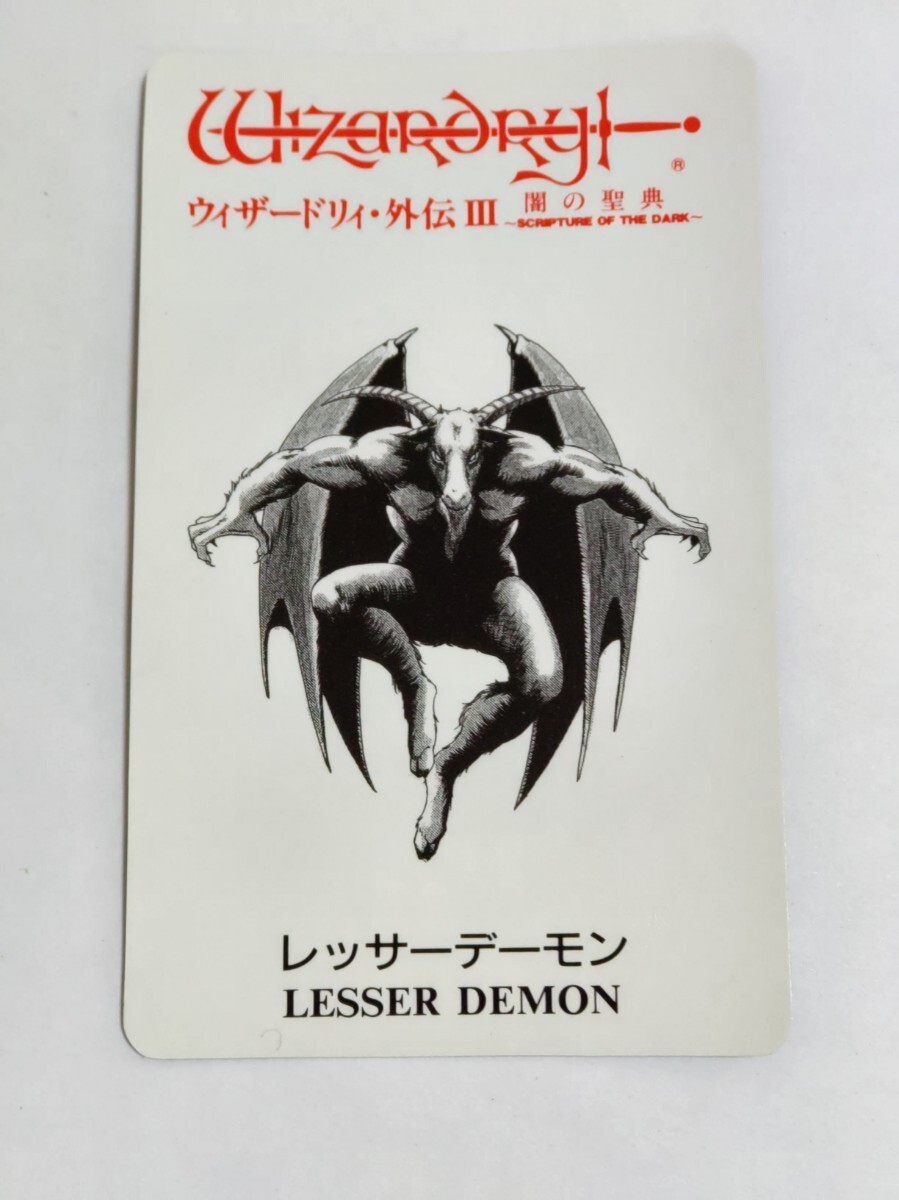 Wizardry
®
ウィザードリィ・外伝 III 闇の聖典
~SCRIPTURE OF THE DARK~
レッサーデーモン
LESSER DEMON